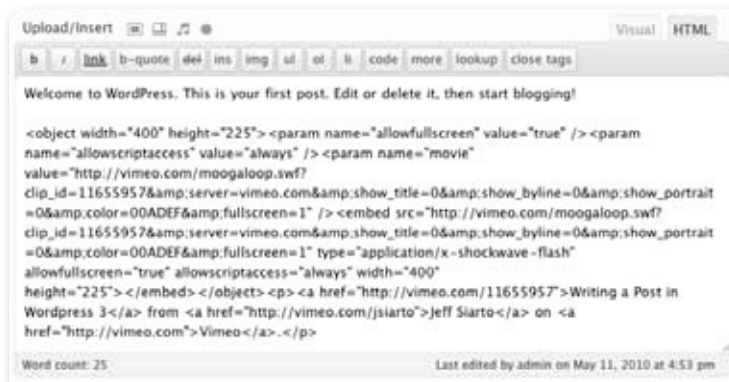 Upload/Insert
Visual HTML
b i link b-quote del ins img ul ol li code more lookup close tags
Welcome to WordPress. This is your first post. Edit or delete it, then start blogging!
<object width="400" height="225"><param name="allowfullscreen" value="true" /><param
name="allowscriptaccess" value="always" /><param name="movie"
value="http://vimeo.com/moogaloop.swf?
clip_id=11655957&amp;server=vimeo.com&amp;show_title=0&amp;show_byline=0&amp;show_portrait
=0&amp;color=00ADEF&amp;fullscreen=1" /><embed src="http://vimeo.com/moogaloop.swf?
clip_id=11655957&amp;server=vimeo.com&amp;show_title=0&amp;show_byline=0&amp;show_portrait
=0&amp;color=00ADEF&amp;fullscreen=1" type="application/x-shockwave-flash"
allowfullscreen="true" allowscriptaccess="always" width="400"
height="225"></embed></object><p><a href="http://vimeo.com/11655957">Writing a Post in
Wordpress 3</a> from <a href="http://vimeo.com/jsiarto">Jeff Siarto</a> on <a
href="http://vimeo.com">Vimeo</a>.</p>
Word count: 25
Last edited by admin on May 11, 2010 at 4:53 pm